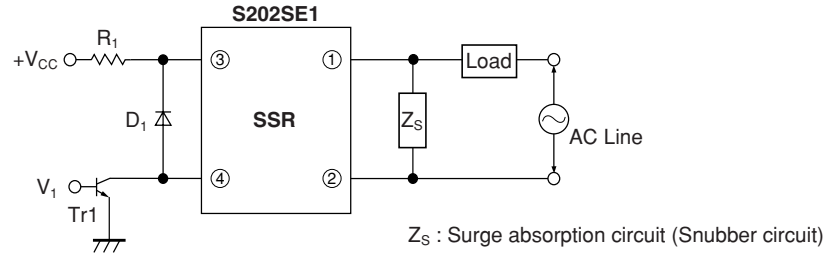 S202SE1
R1
+VCC
③
①
Load
D1
SSR
ZS
AC Line
V1
④
②
Tr1
ZS : Surge absorption circuit (Snubber circuit)